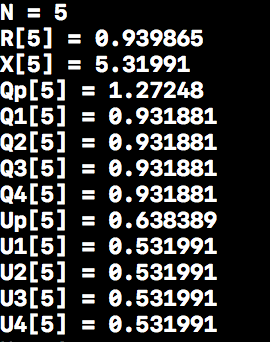 N = 5
R[5] = 0.939865
X[5] = 5.31991
Qp[5] = 1.27248
Q1[5] = 0.931881
Q2[5] = 0.931881
Q3[5] = 0.931881
Q4[5] = 0.931881
Up[5] = 0.638389
U1[5] = 0.531991
U2[5] = 0.531991
U3[5] = 0.531991
U4[5] = 0.531991